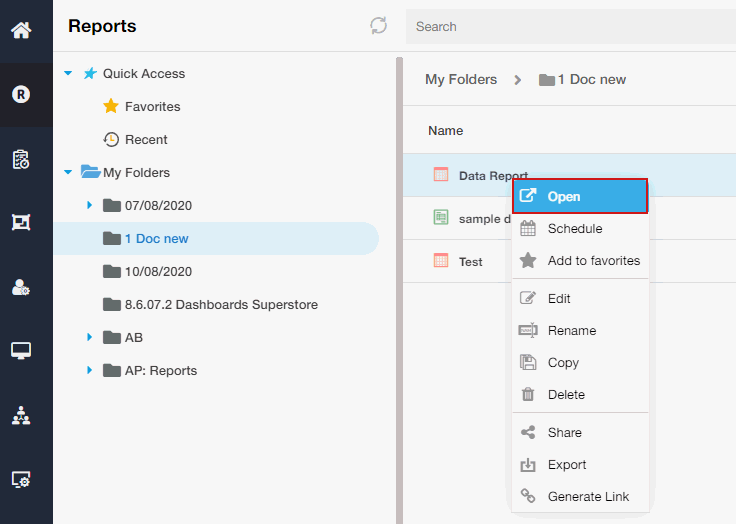 Reports
Search
R
Quick Access
Favorites
Recent
My Folders
07/08/2020
1 Doc new
10/08/2020
8.6.07.2 Dashboards Superstore
AB
AP: Reports
My Folders > 1 Doc new
Name
Data Report
sample d
Test
Open
Schedule
Add to favorites
Edit
Rename
Copy
Delete
Share
Export
Generate Link